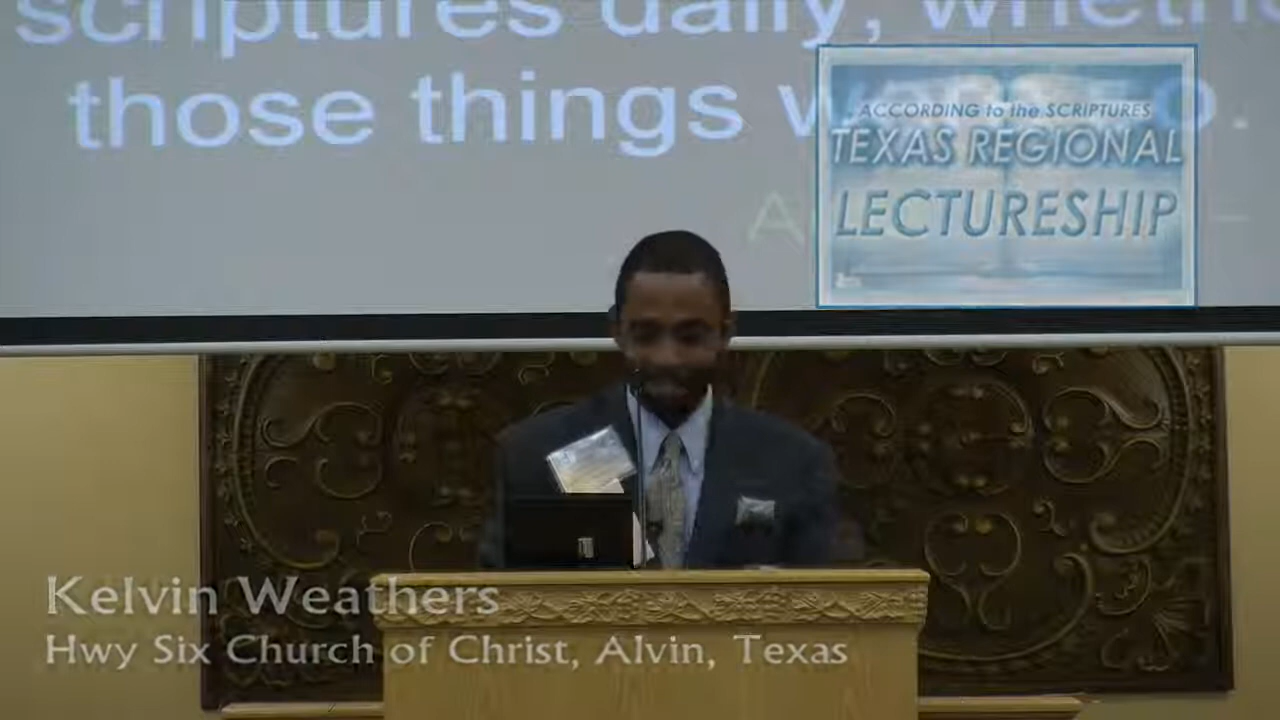 scriptures daily, wheth
those things w
ACCORDING to the SCRIPTURES
TEXAS REGIONAL
LECTURESHIP
Kelvin Weathers
Hwy Six Church of Christ, Alvin, Texas